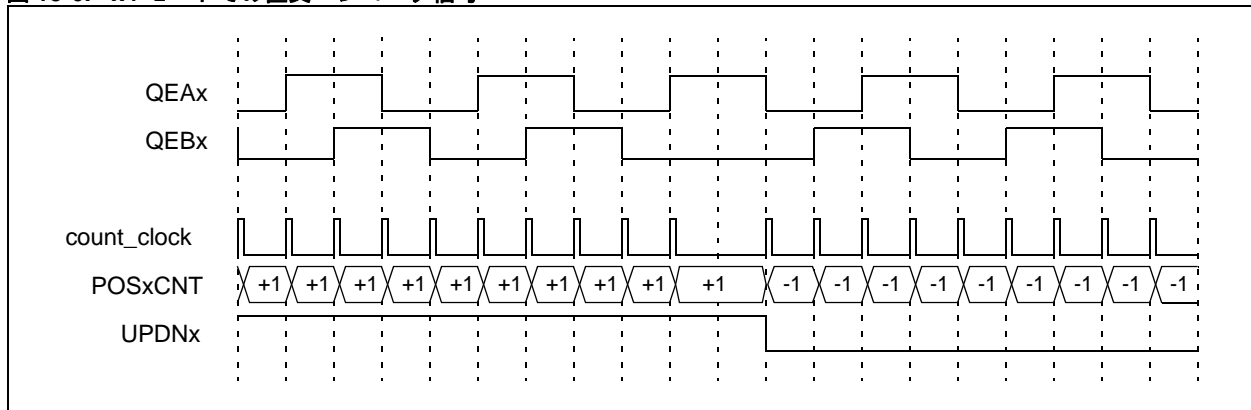 QEAx
QEBx
count_clock
POSxCNT +1 +1 +1 +1 +1 +1 +1 +1 +1 +1 -1 -1 -1 -1 -1 -1 -1 -1 -1
UPDNx